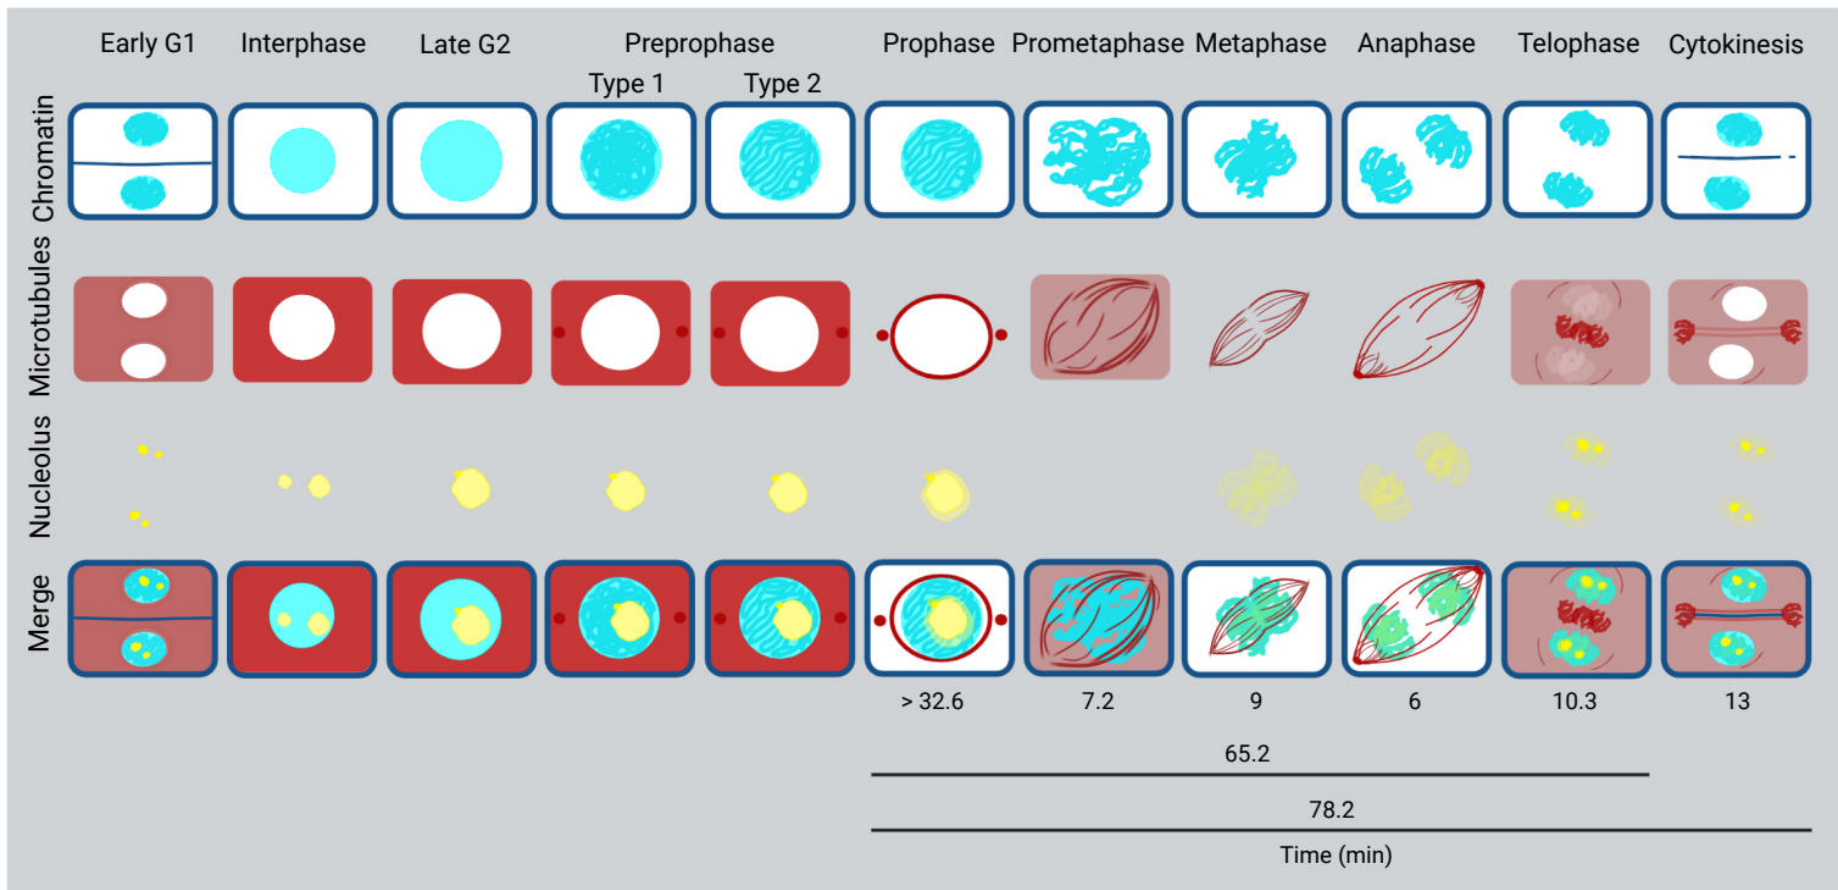 Early G1 Interphase Late G2 Preprophase Prophase Prometaphase Metaphase Anaphase Telophase Cytokinesis
Type 1 Type 2
Chromatin
Microtubules
Nucleolus
Merge
> 32.6 7.2 9 6 10.3 13
65.2
78.2
Time (min)